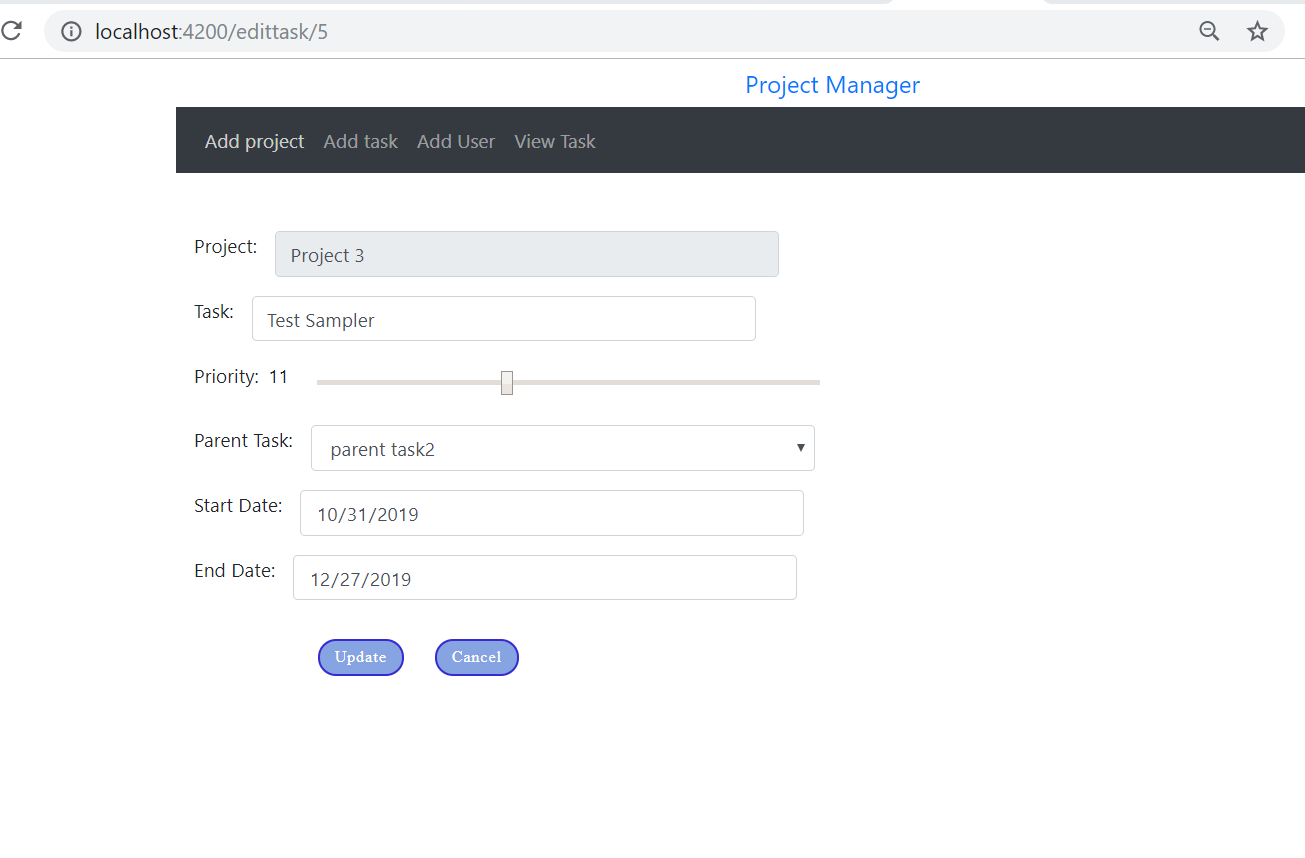 localhost:4200/edittask/5
Project Manager
Add project Add task Add User View Task
Project: Project 3
Task: Test Sampler
Priority: 11
Parent Task: parent task2
Start Date: 10/31/2019
End Date: 12/27/2019
Update Cancel